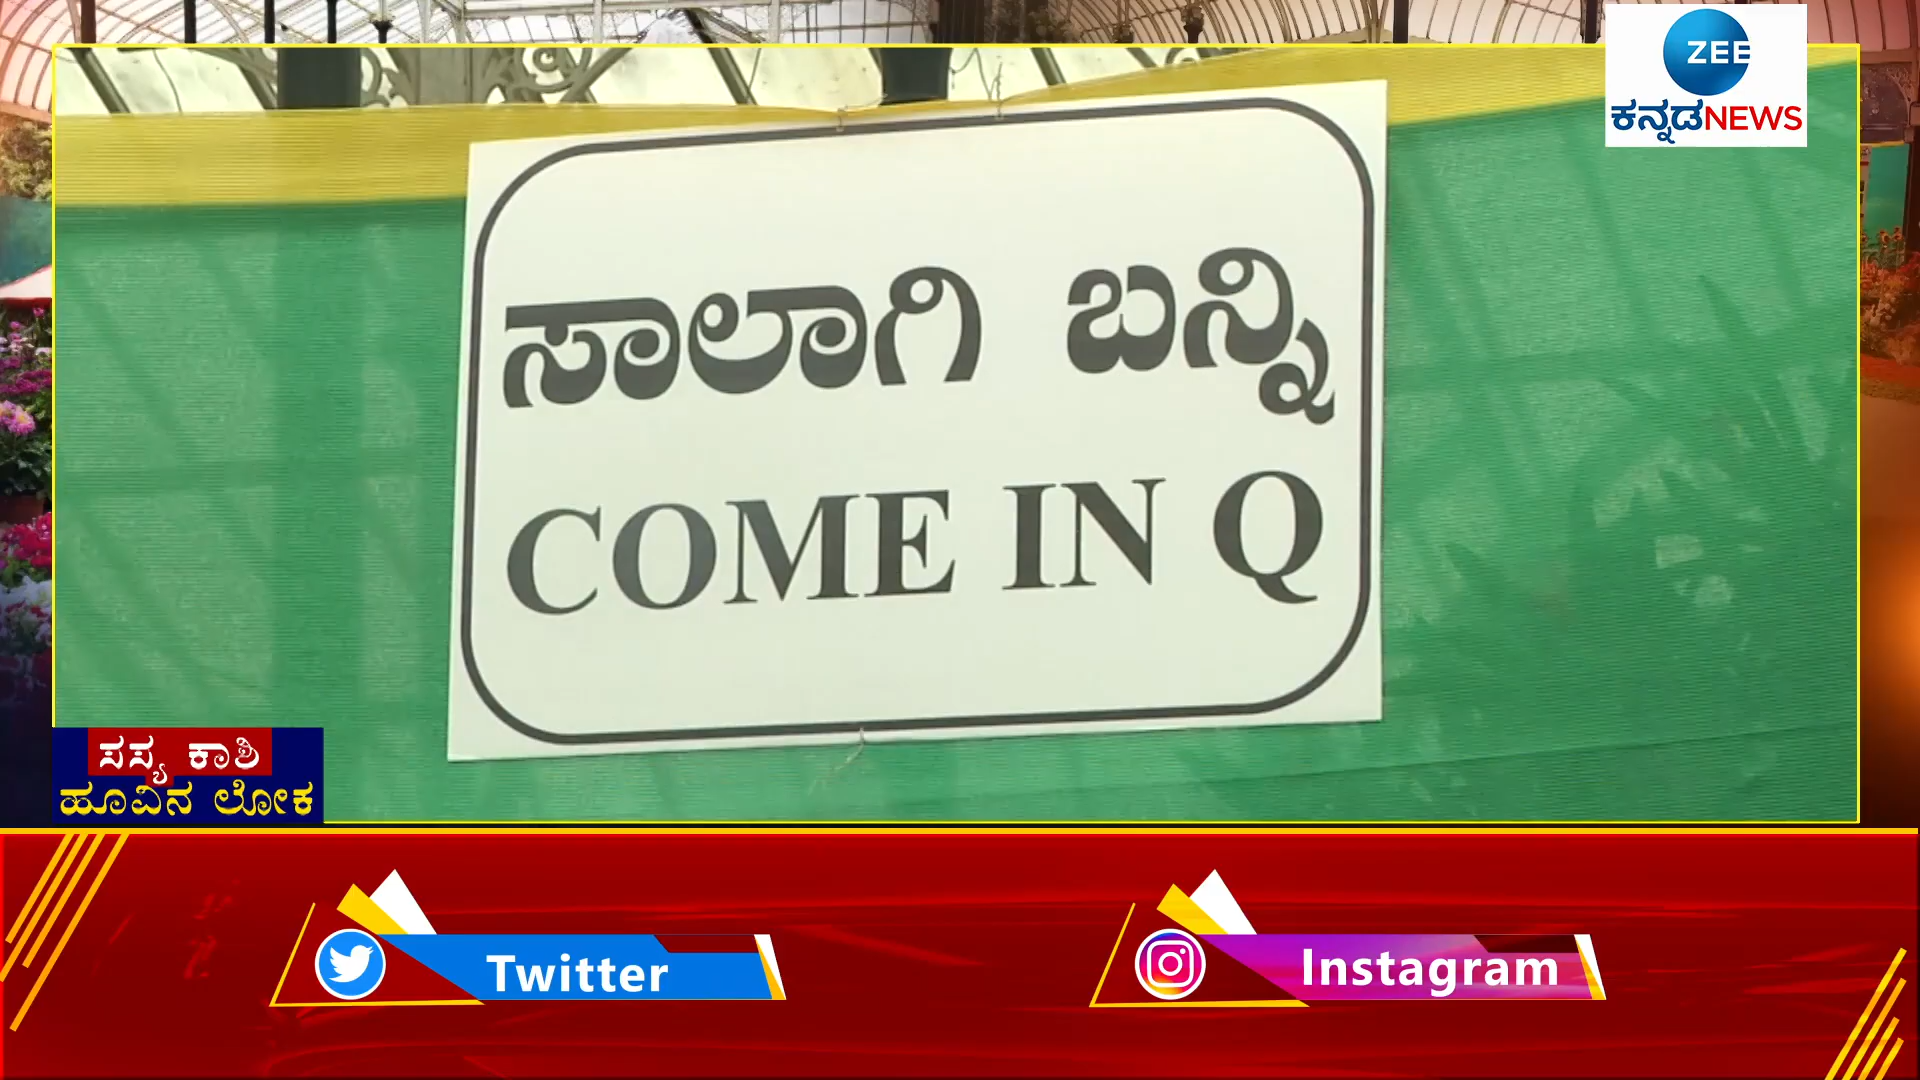 ZEE
ಕನ್ನಡNEWS
ಸಾಲಾಗಿ ಬನ್ನಿ
COME IN Q
ಸಸ್ಯ ಕಾಶಿ
ಹೂವಿನ ಲೋಕ
Twitter
Instagram